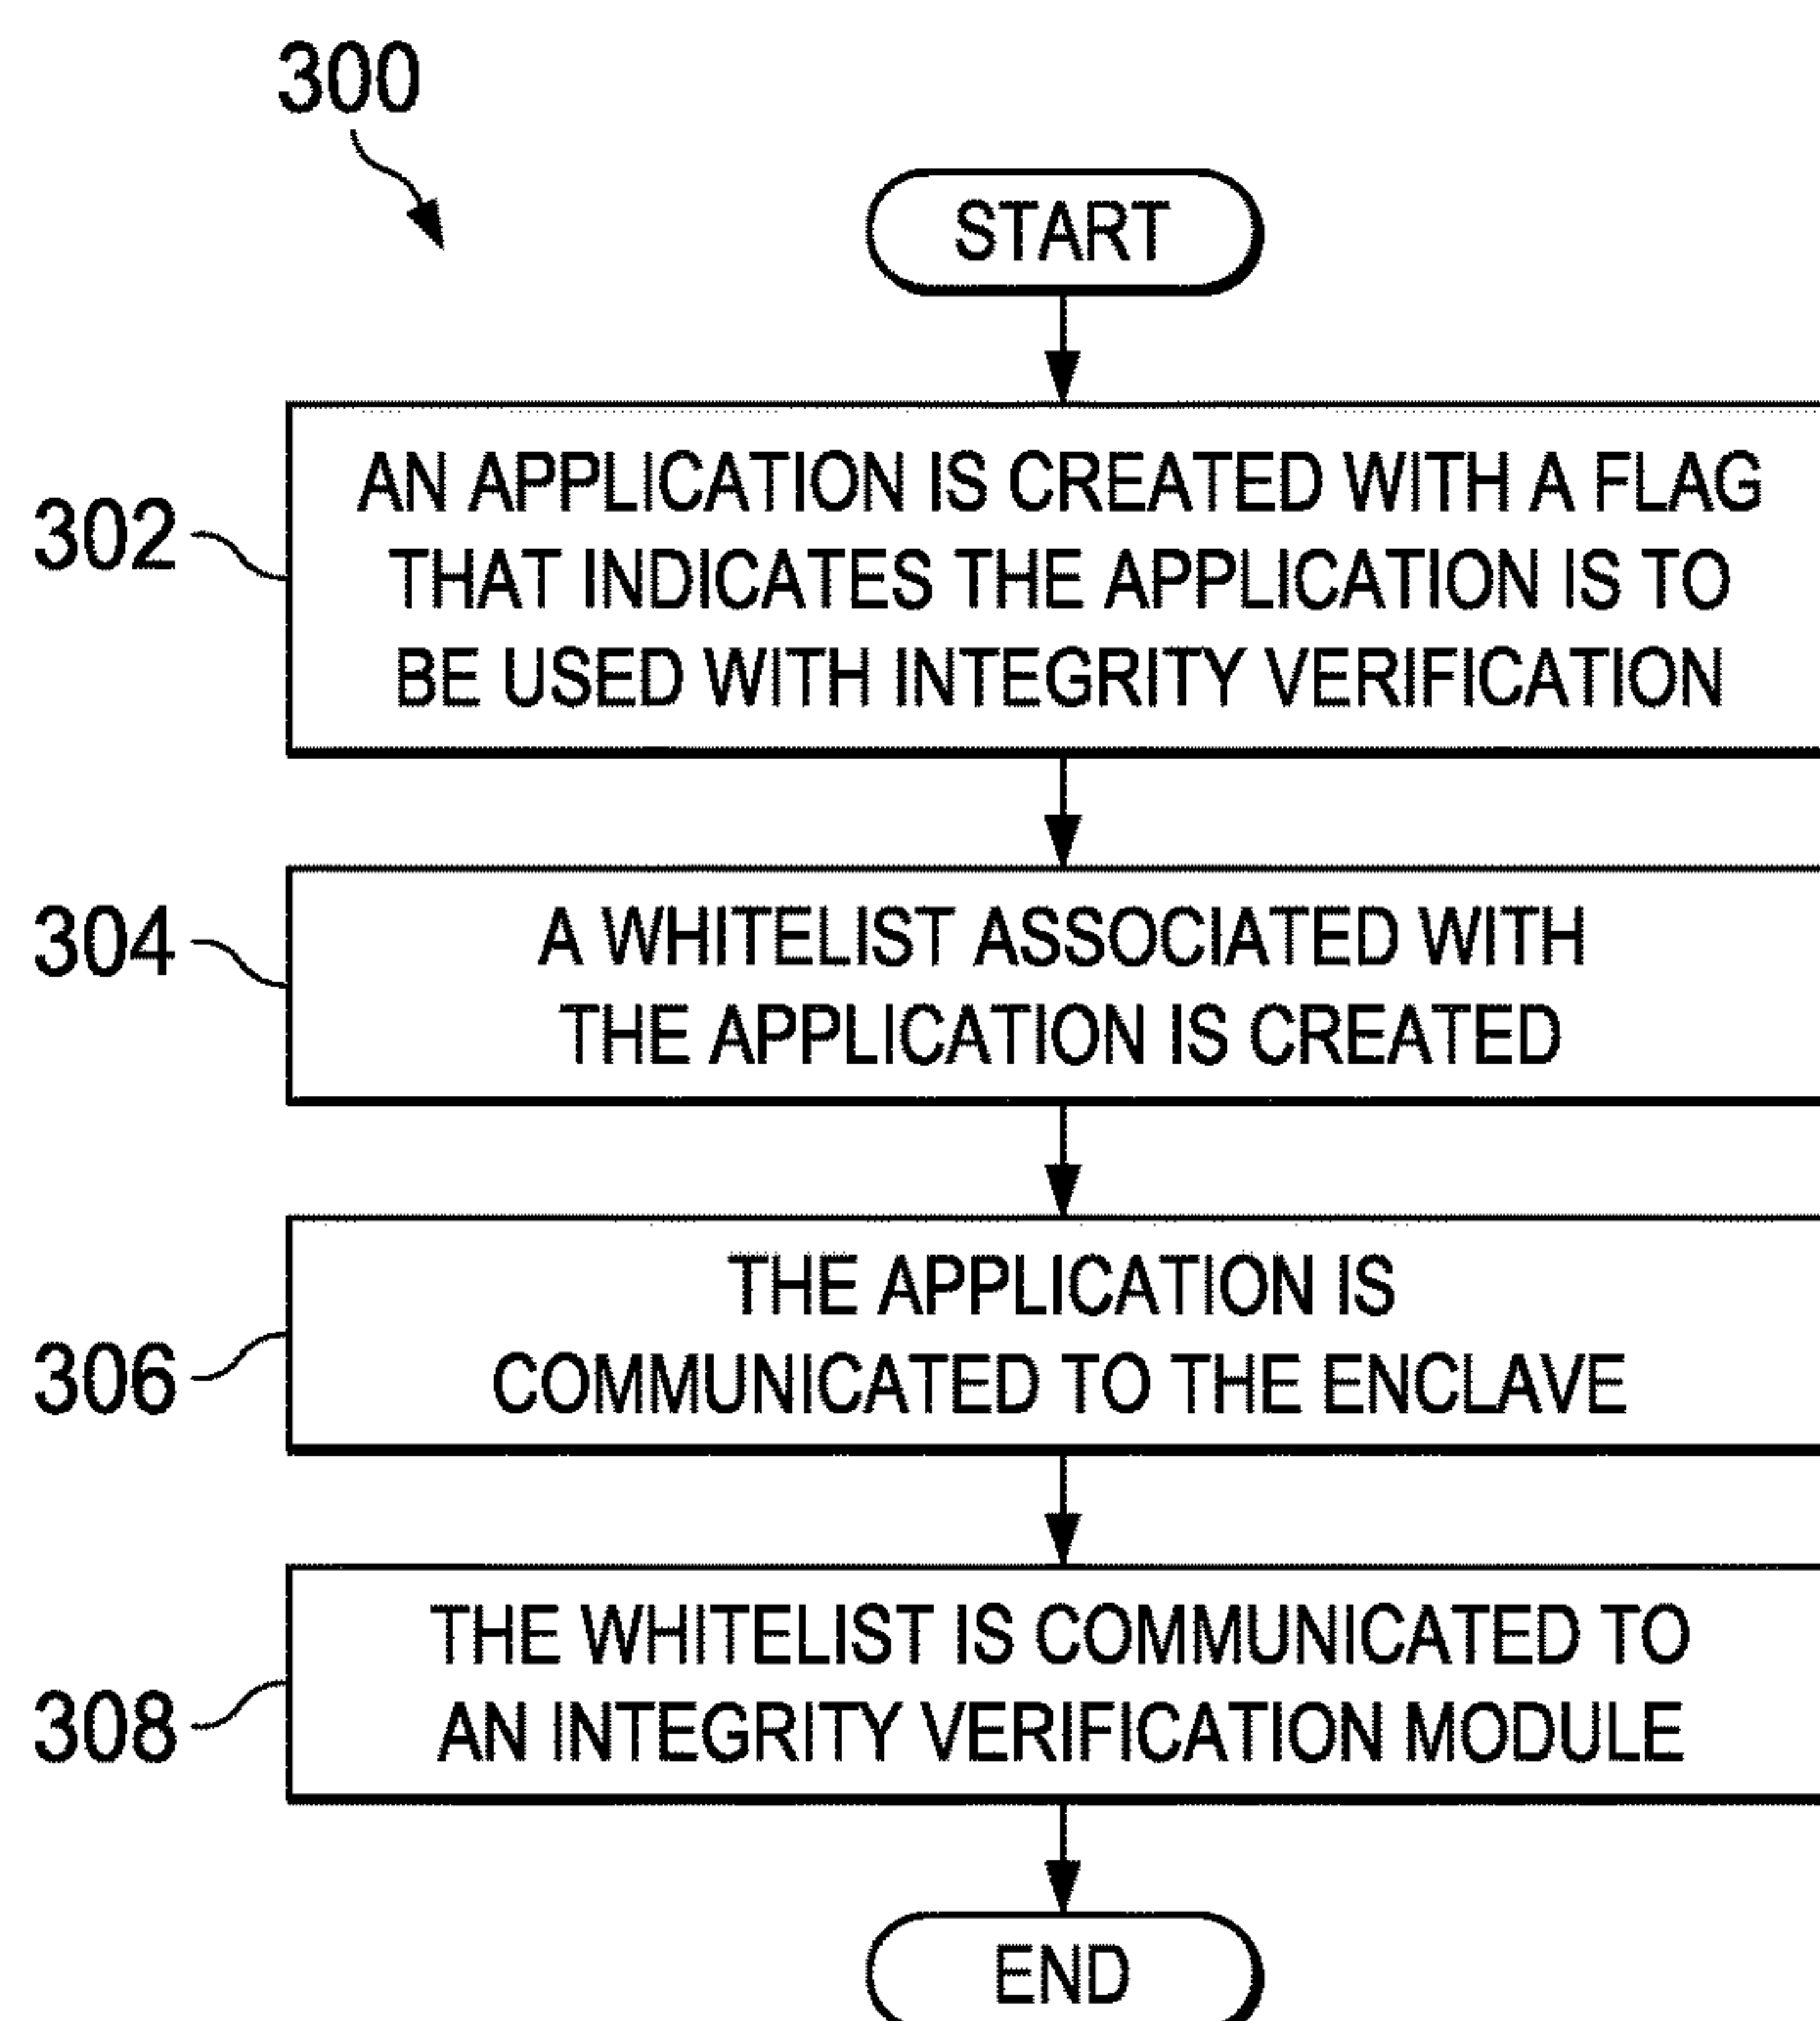 300
START
302
AN APPLICATION IS CREATED WITH A FLAG
THAT INDICATES THE APPLICATION IS TO
BE USED WITH INTEGRITY VERIFICATION
304
A WHITELIST ASSOCIATED WITH
THE APPLICATION IS CREATED
306
THE APPLICATION IS
COMMUNICATED TO THE ENCLAVE
308
THE WHITELIST IS COMMUNICATED TO
AN INTEGRITY VERIFICATION MODULE
END